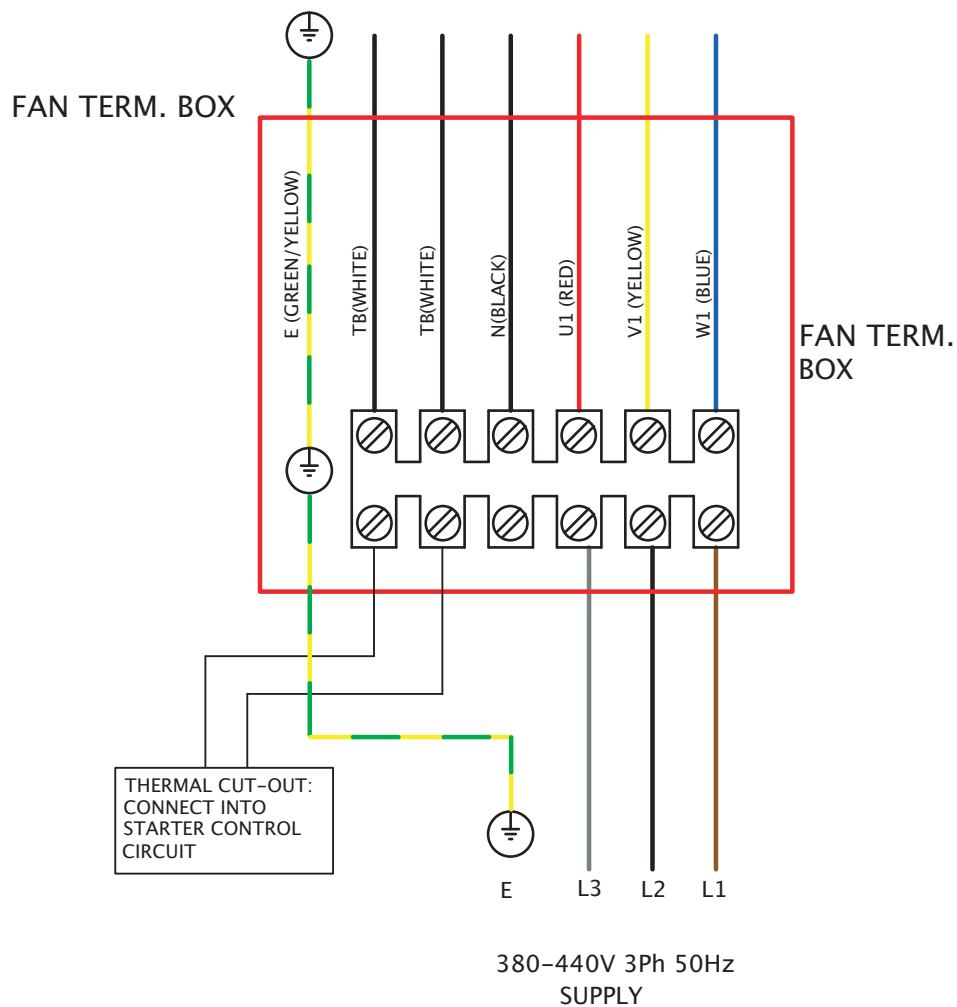 FAN TERM. BOX
E (GREEN/YELLOW)
TB(WHITE)
TB(WHITE)
N(BLACK)
U1 (RED)
V1 (YELLOW)
W1 (BLUE)
FAN TERM.
BOX
THERMAL CUT-OUT:
CONNECT INTO
STARTER CONTROL
CIRCUIT
E
L3
L2
L1
380-440V 3Ph 50Hz
SUPPLY